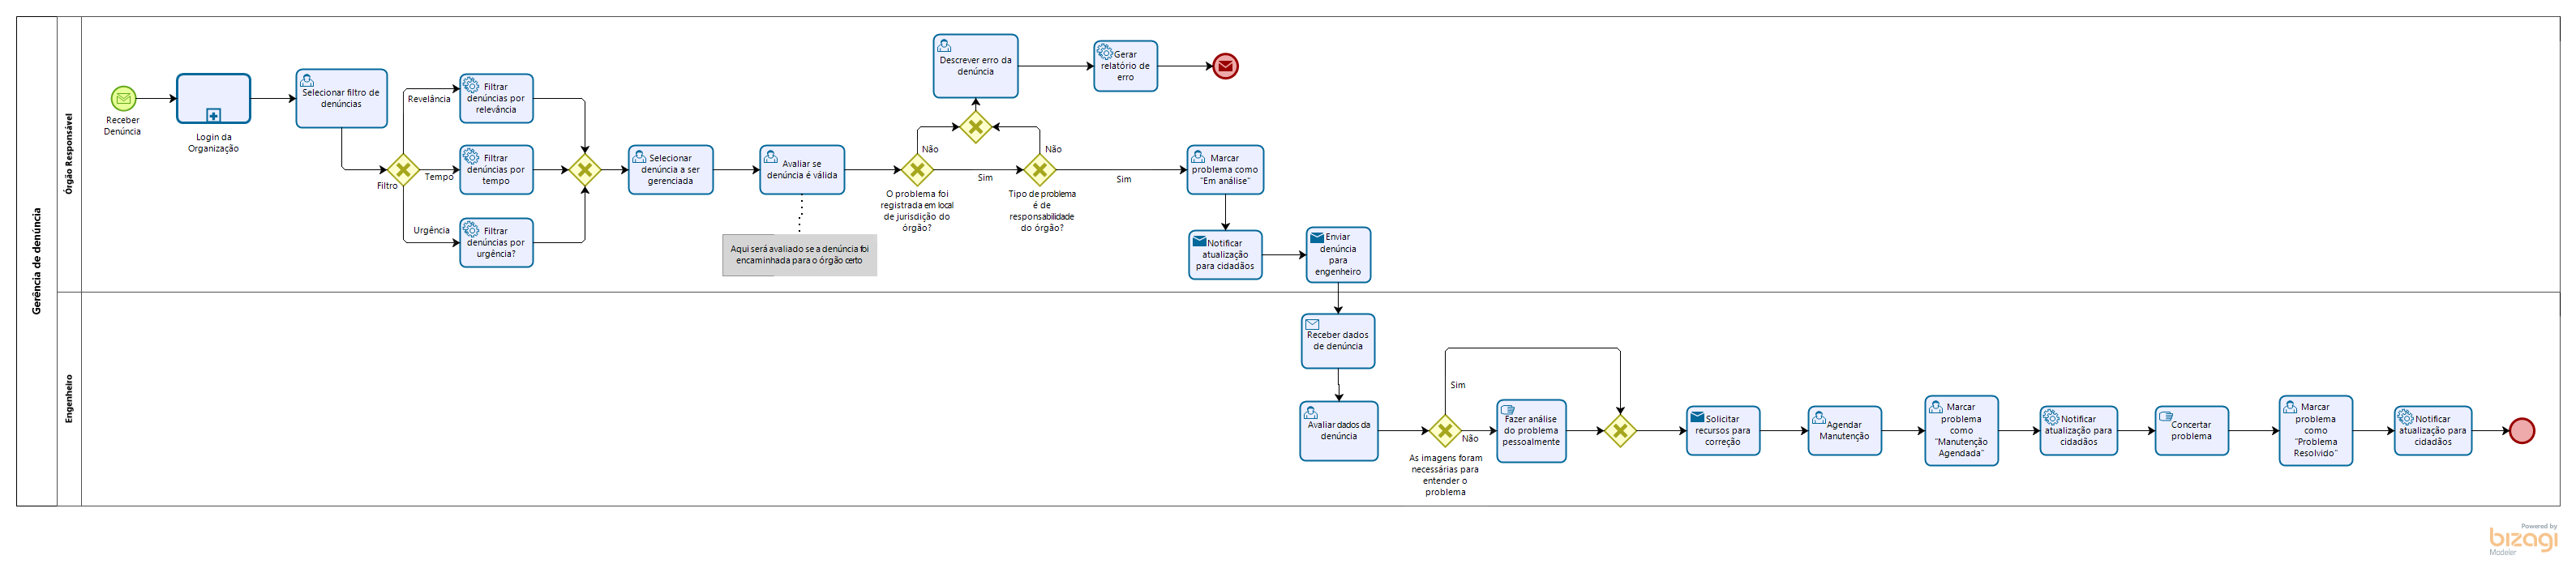 Gerência de denúncia
Órgão Responsável
Receber
Denúncia
Login da
Organização
Selecionar filtro de
denúncias
Filtro
Revelância
Tempo
Urgência
Filtrar
denúncias por
relevância
Filtrar
denúncias por
tempo
Filtrar
denúncias por
urgência?
Selecionar
denúncia a ser
gerenciada
Avaliar se
denúncia é válida
Aqui será avaliado se a denúncia foi
encaminhada para o órgão certo
O problema foi
registrada em local
de jurisdição do
órgão?
Não
Sim
Tipo de problema
é de
responsabilidade
do órgão?
Não
Sim
Descrever erro da
denúncia
Gerar
relatório de
erro
Marcar
problema como
"Em análise"
Notificar
atualização
para cidadãos
Enviar
denúncia
para
engenheiro
Engenheiro
Receber dados
de denúncia
Avaliar dados da
denúncia
As imagens foram
necessárias para
entender o
problema
Sim
Não
Fazer análise
do problema
pessoalmente
Solicitar
recursos para
correção
Agendar
Manutenção
Marcar
problema
como
"Manutenção
Agendada"
Notificar
atualização para
cidadãos
Concertar
problema
Marcar
problema
como
"Problema
Resolvido"
Notificar
atualização para
cidadãos
Powered by
bizagi
Modeler